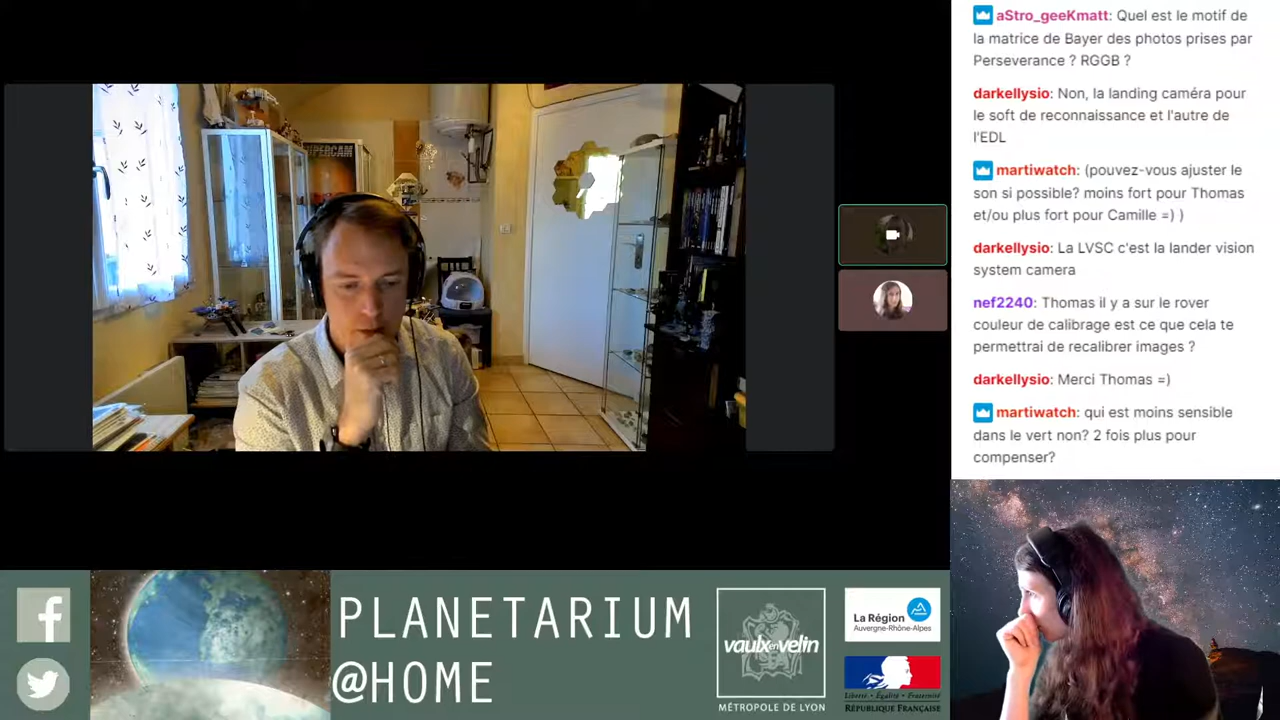 SUPERCAM
aStro_geeKmatt: Quel est le motif de
la matrice de Bayer des photos prises par
Perseverance ? RGGB ?
darkellysio: Non, la landing caméra pour
le soft de reconnaissance et l'autre de
l'EDL
martiwatch: (pouvez-vous ajuster le
son si possible? moins fort pour Thomas
et/ou plus fort pour Camille =) )
darkellysio: La LVSC c'est la lander vision
system camera
nef2240: Thomas il y a sur le rover
couleur de calibrage est ce que cela te
permettrai de recalibrer images ?
darkellysio: Merci Thomas =)
martiwatch: qui est moins sensible
dans le vert non? 2 fois plus pour
compenser?
f
PLANETARIUM
@HOME
vaulx en velin
MÉTROPOLE DE LYON
La Région
Auvergne-Rhône-Alpes
Liberté • Égalité • Fraternité
RÉPUBLIQUE FRANÇAISE